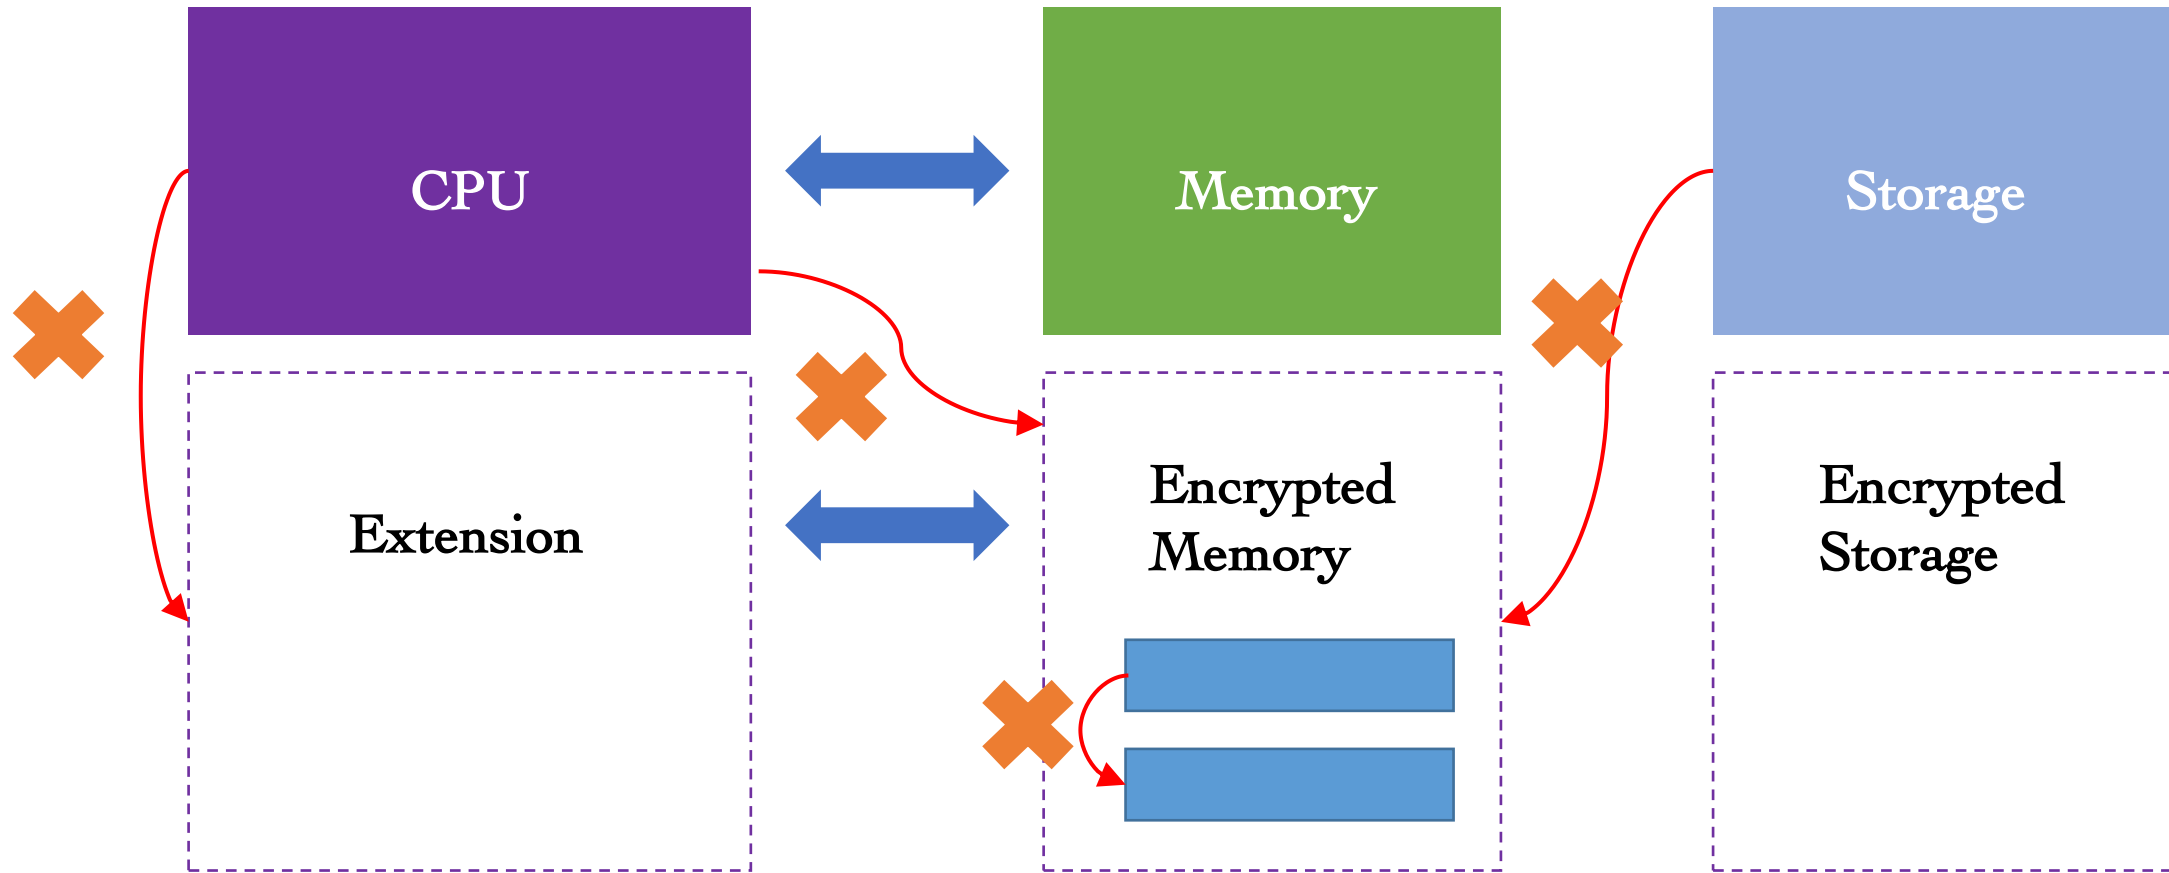 CPU
Memory
Storage
Extension
Encrypted
Memory
Encrypted
Storage